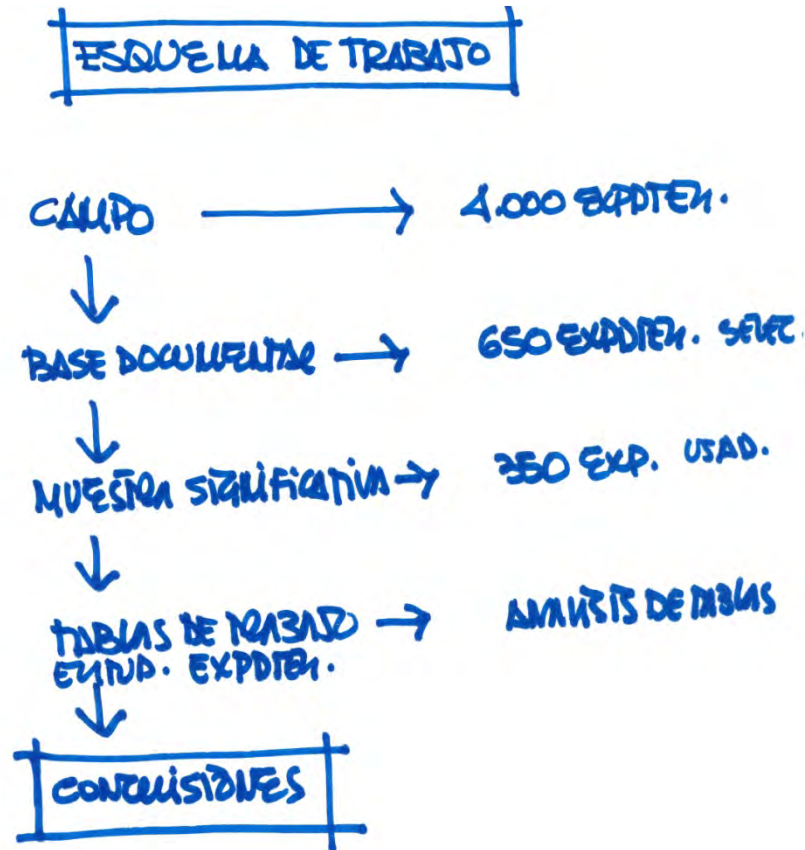 ESQUEMA DE TRABAJO
CAMPO → 4.000 EXPDTES.
BASE DOCUMENTAL → 650 EXPDTES. SELEC.
MUESTRA SIGNIFICATIVA → 350 EXP. USAD.
TABLAS DE TRABAJO → ANALISIS DE TABLAS
EXPDTES.
CONCLUSIONES